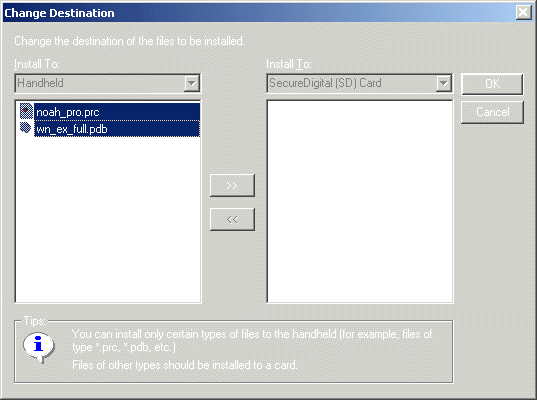 Change Destination
Change the destination of the files to be installed.
Install To:
Install To:
Handheld
SecureDigital (SD) Card
OK
Cancel
noah_pro.prc
wn_ex_full.pdb
>>
<<
Tips:
You can install only certain types of files to the handheld (for example, files of
type *.prc, *.pdb, etc.)
Files of other types should be installed to a card.